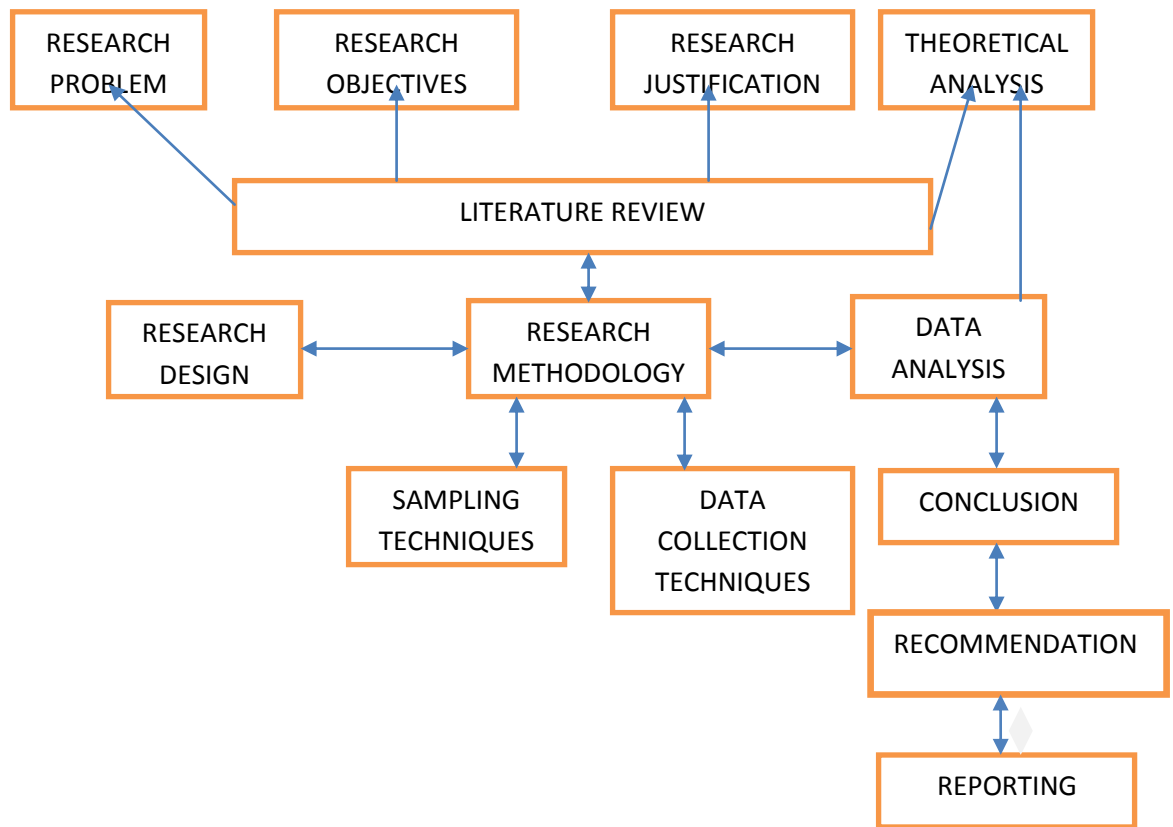 RESEARCH
PROBLEM
RESEARCH
OBJECTIVES
RESEARCH
JUSTIFICATION
THEORETICAL
ANALYSIS
LITERATURE REVIEW
RESEARCH
DESIGN
RESEARCH
METHODOLOGY
DATA
ANALYSIS
SAMPLING
TECHNIQUES
DATA
COLLECTION
TECHNIQUES
CONCLUSION
RECOMMENDATION
REPORTING